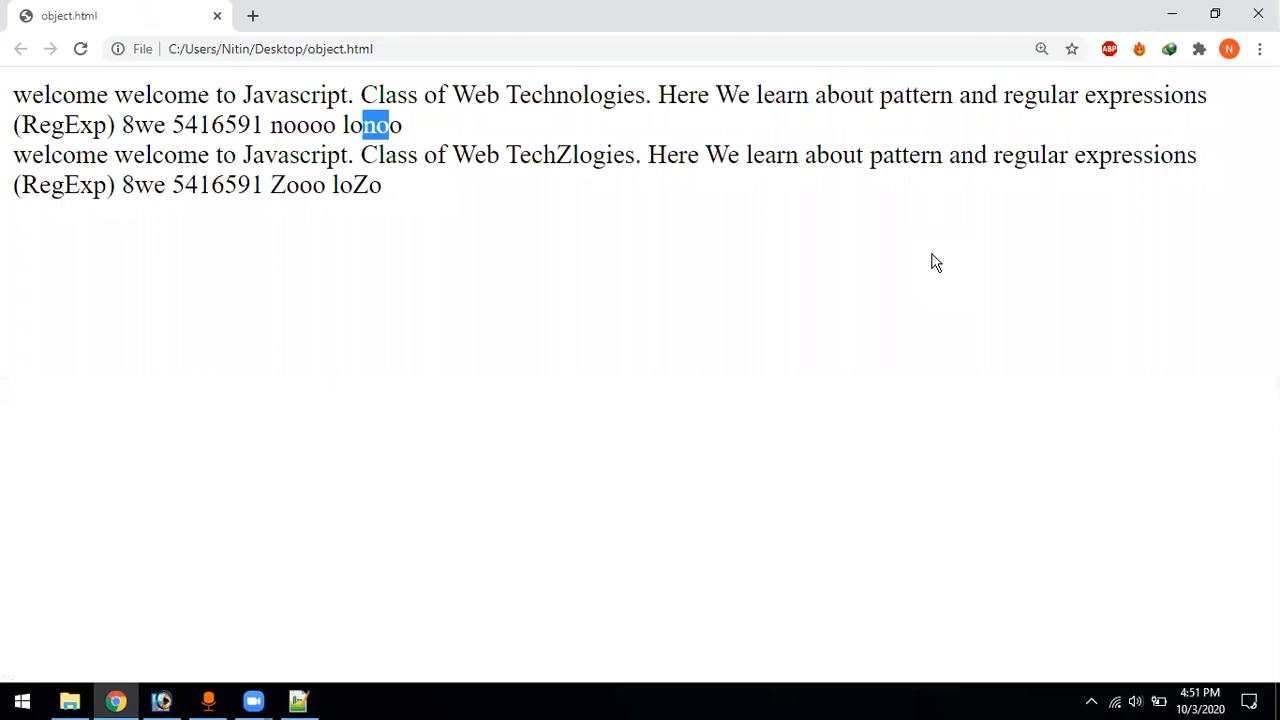 object.html
File C:/Users/Nitin/Desktop/object.html ABP N
welcome welcome to Javascript. Class of Web Technologies. Here We learn about pattern and regular expressions
(RegExp) 8we 5416591 noooo lonoo
welcome welcome to Javascript. Class of Web TechZlogies. Here We learn about pattern and regular expressions
(RegExp) 8we 5416591 Zooo loZo
4:51 PM
10/3/2020